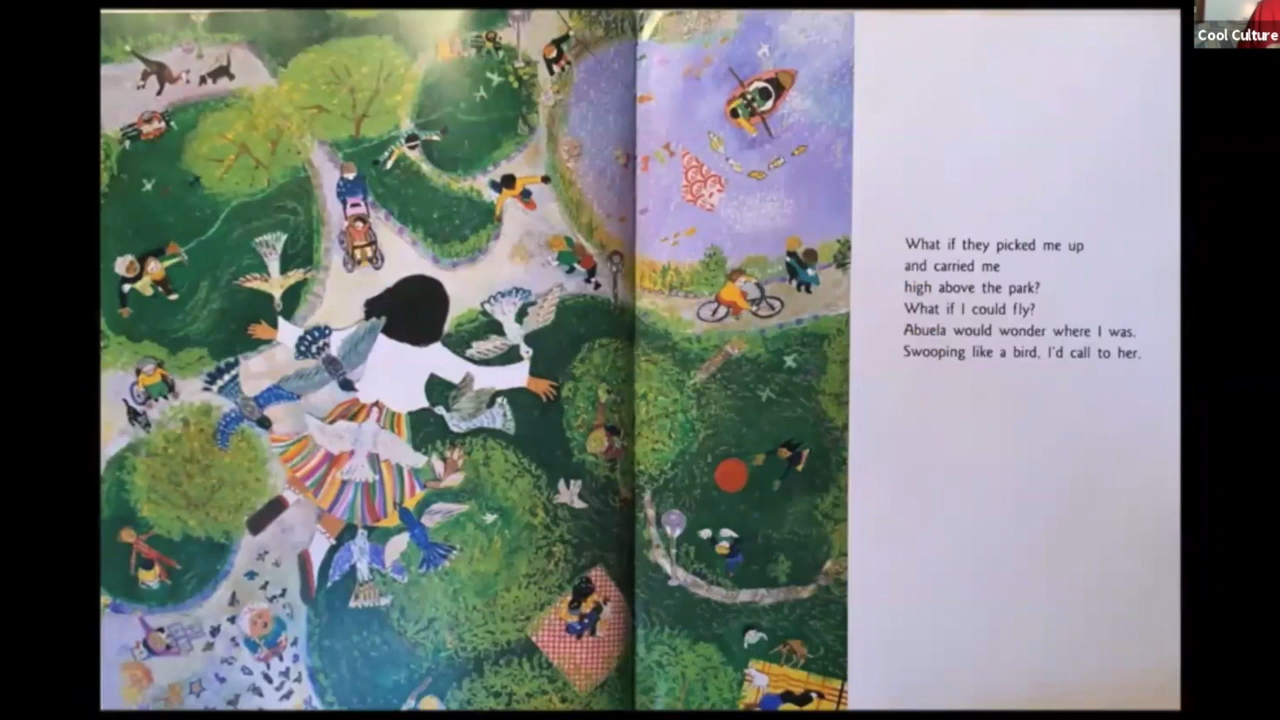 Cool Culture
What if they picked me up
and carried me
high above the park?
What if I could fly?
Abuela would wonder where I was.
Swooping like a bird, I'd call to her.